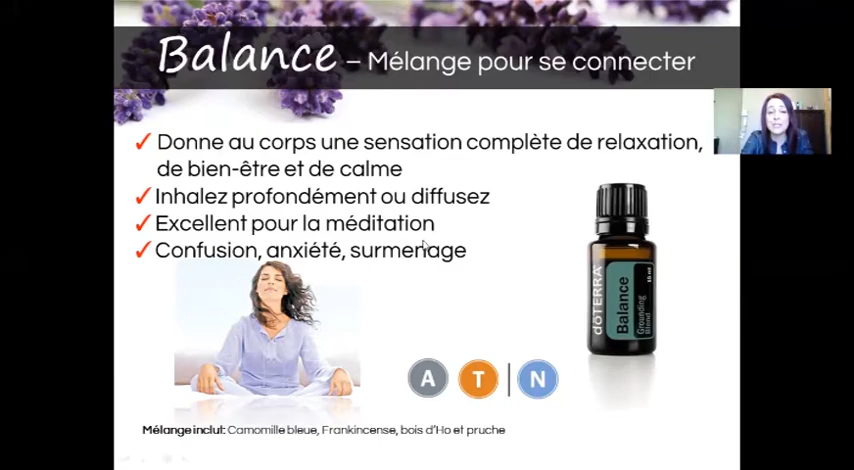 Balance – Mélange pour se connecter
✓ Donne au corps une sensation complète de relaxation,
de bien-être et de calme
✓ Inhalez profondément ou diffusez
✓ Excellent pour la méditation
✓ Confusion, anxiété, surmenage
dōTERRA
Balance
Grounding
Blend
15 mL
A T | N
Mélange inclut: Camomille bleue, Frankincense, bois d'Ho et pruche